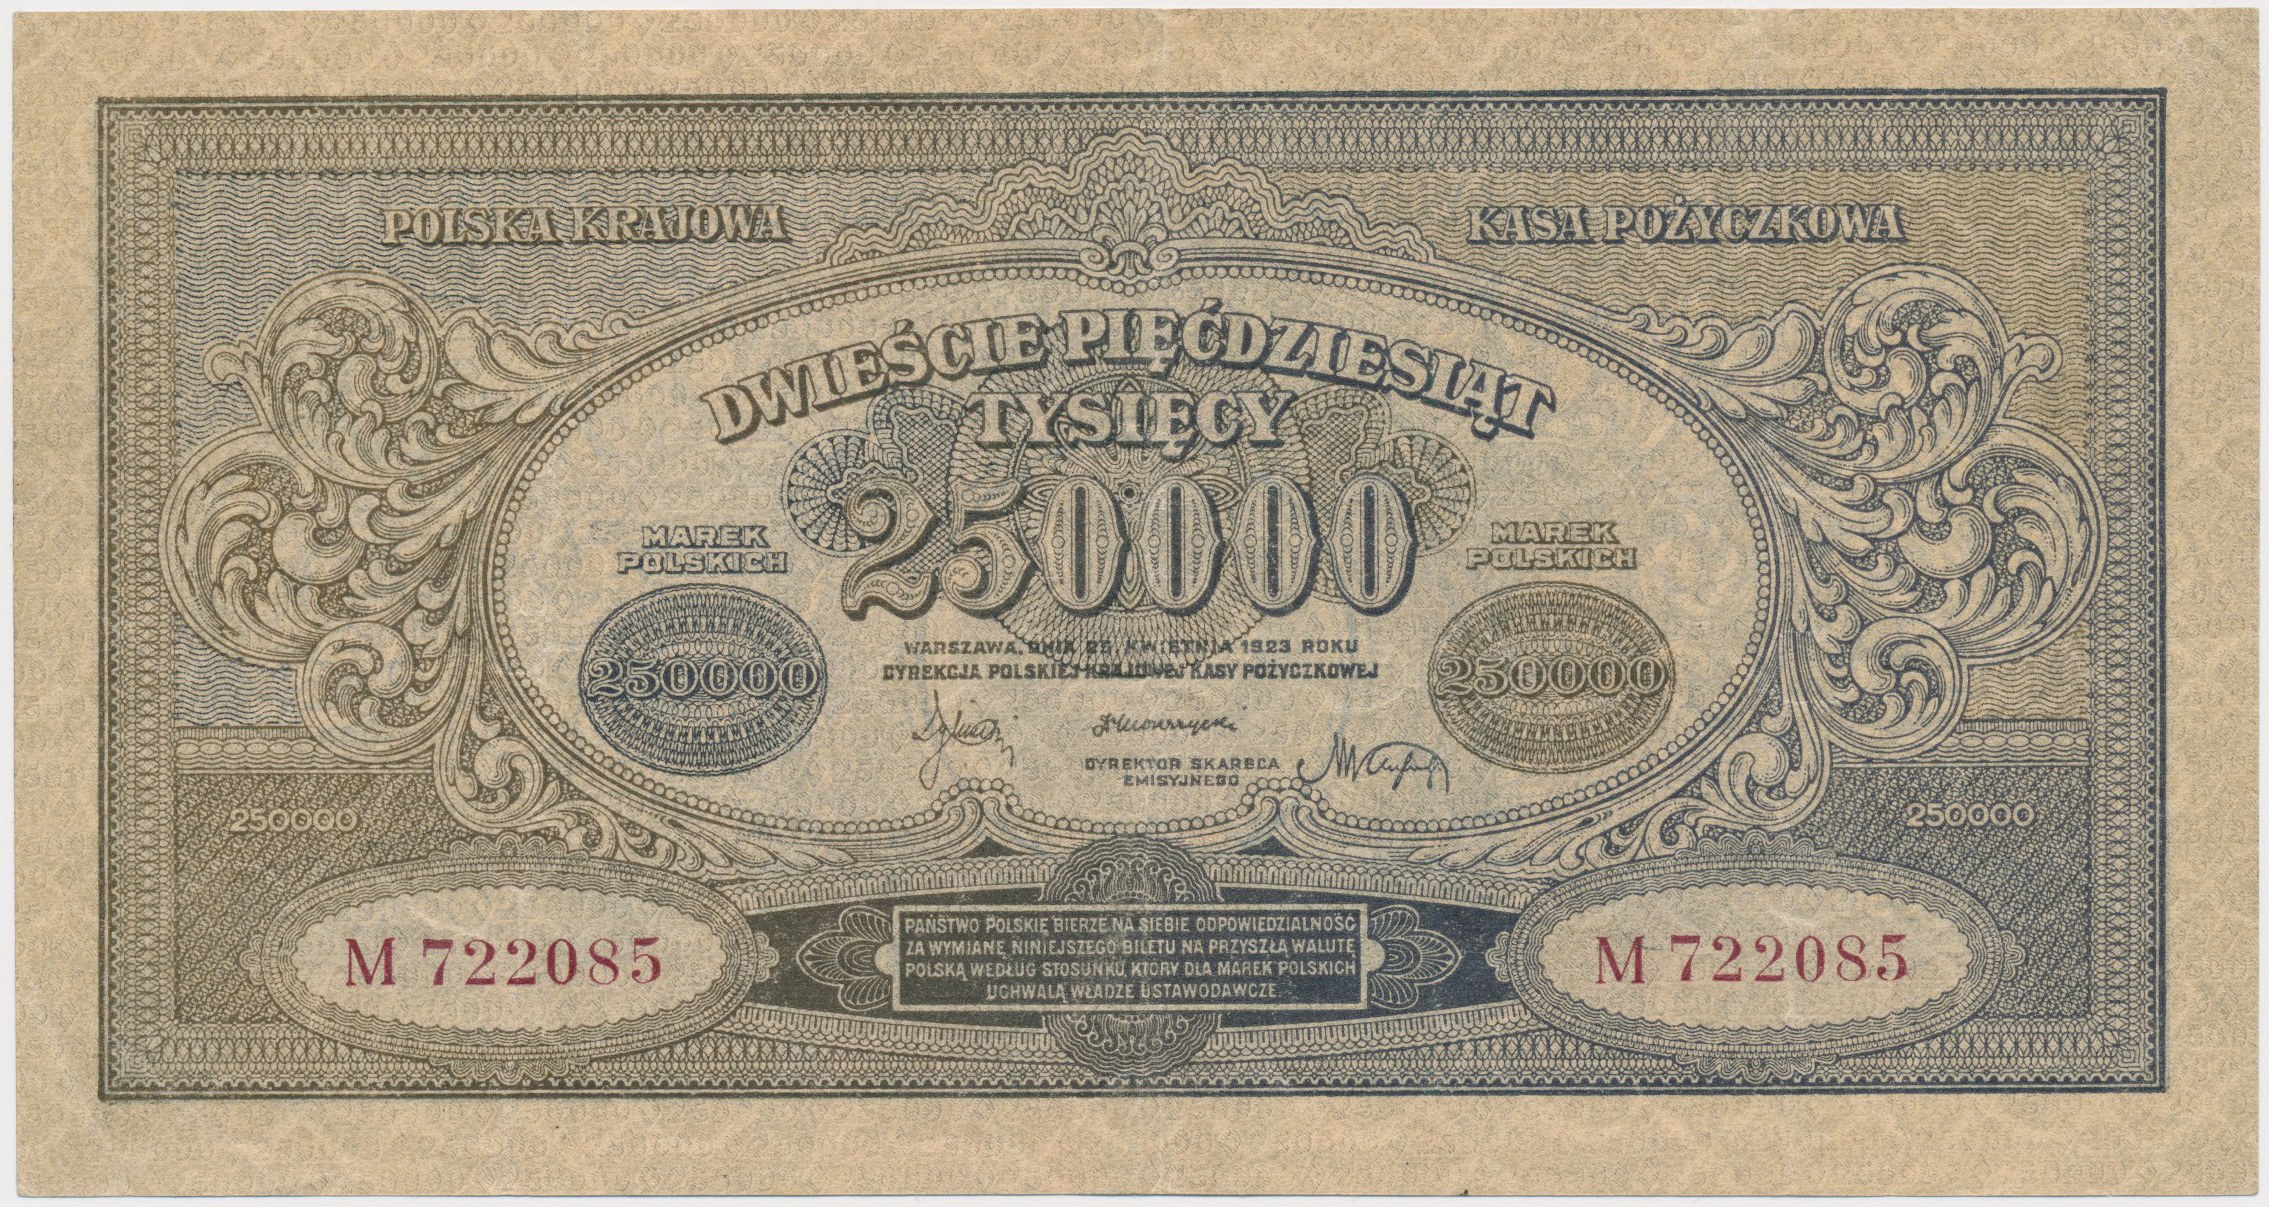 POLSKA KRAJOWA KASA POŻYCZKOWA
DWIEŚCIE PIĘĆDZIESIĄT
TYSIĘCY
250000
MAREK
POLSKICH
250000
MAREK
POLSKICH
250000
WARSZAWA, DNIA 25. KWIETNIA 1923 ROKU
DYREKCJA POLSKIEJ KRAJOWEJ KASY POŻYCZKOWEJ
DYREKTOR SKARBCA
EMISYJNEGO
250000
250000
M 722085
PAŃSTWO POLSKIE BIERZE NA SIEBIE ODPOWIEDZIALNOŚĆ
ZA WYMIANĘ NINIEJSZEGO BILETU NA PRZYSZŁĄ WALUTĘ
POLSKĄ WEDŁUG STOSUNKU, KTÓRY DLA MAREK POLSKICH
UCHWALĄ WŁADZE USTAWODAWCZE.
M 722085